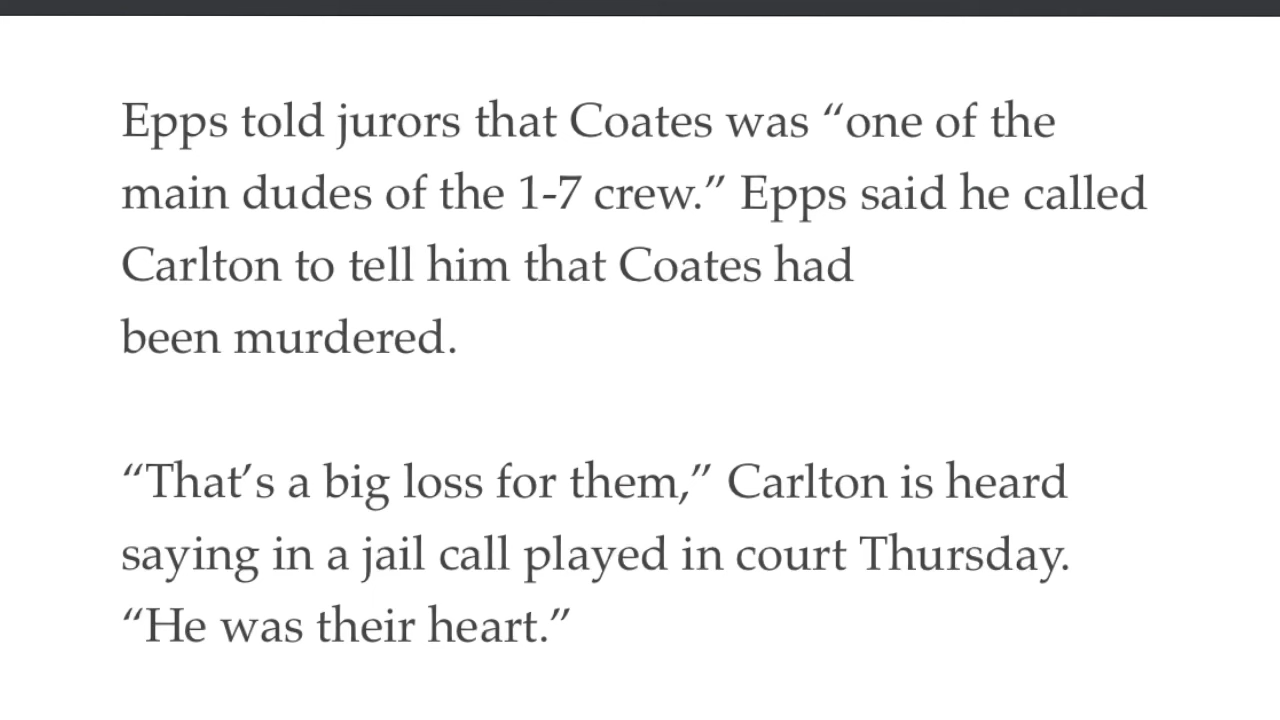 Epps told jurors that Coates was “one of the
main dudes of the 1-7 crew.” Epps said he called
Carlton to tell him that Coates had
been murdered.
“That’s a big loss for them,” Carlton is heard
saying in a jail call played in court Thursday.
“He was their heart.”